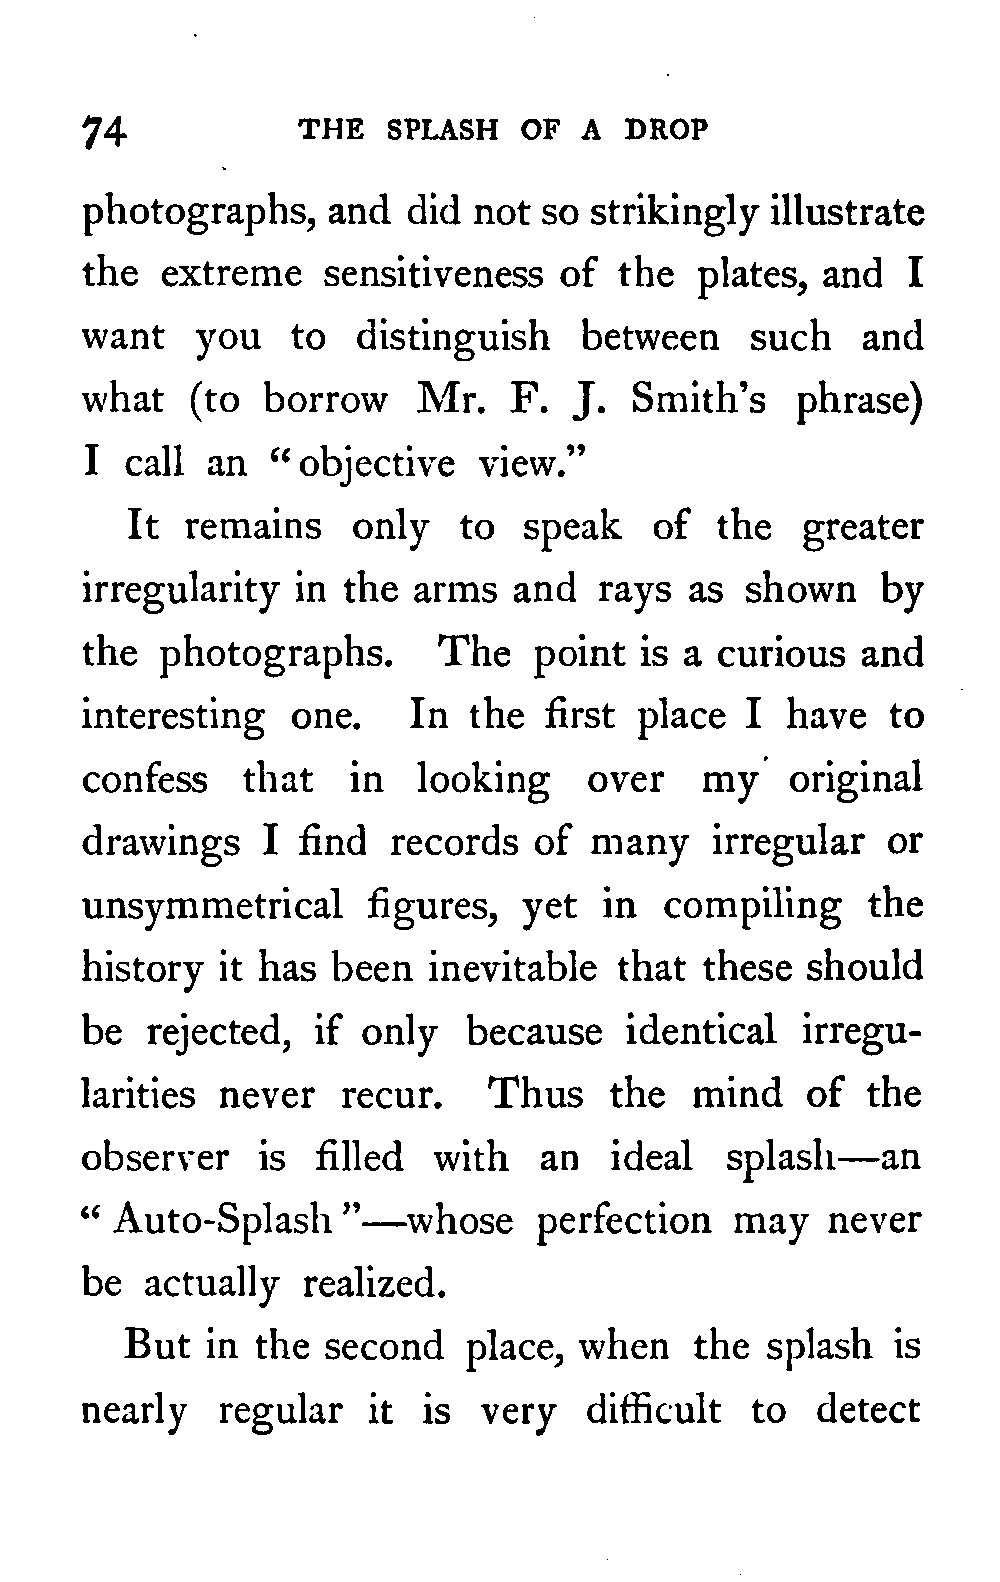 74 THE SPLASH OF A DROP
photographs, and did not so strikingly illustrate
the extreme sensitiveness of the plates, and I
want you to distinguish between such and
what (to borrow Mr. F. J. Smith's phrase)
I call an “objective view.”
It remains only to speak of the greater
irregularity in the arms and rays as shown by
the photographs. The point is a curious and
interesting one. In the first place I have to
confess that in looking over my original
drawings I find records of many irregular or
unsymmetrical figures, yet in compiling the
history it has been inevitable that these should
be rejected, if only because identical irregu-
larities never recur. Thus the mind of the
observer is filled with an ideal splash—an
“Auto-Splash”—whose perfection may never
be actually realized.
But in the second place, when the splash is
nearly regular it is very difficult to detect